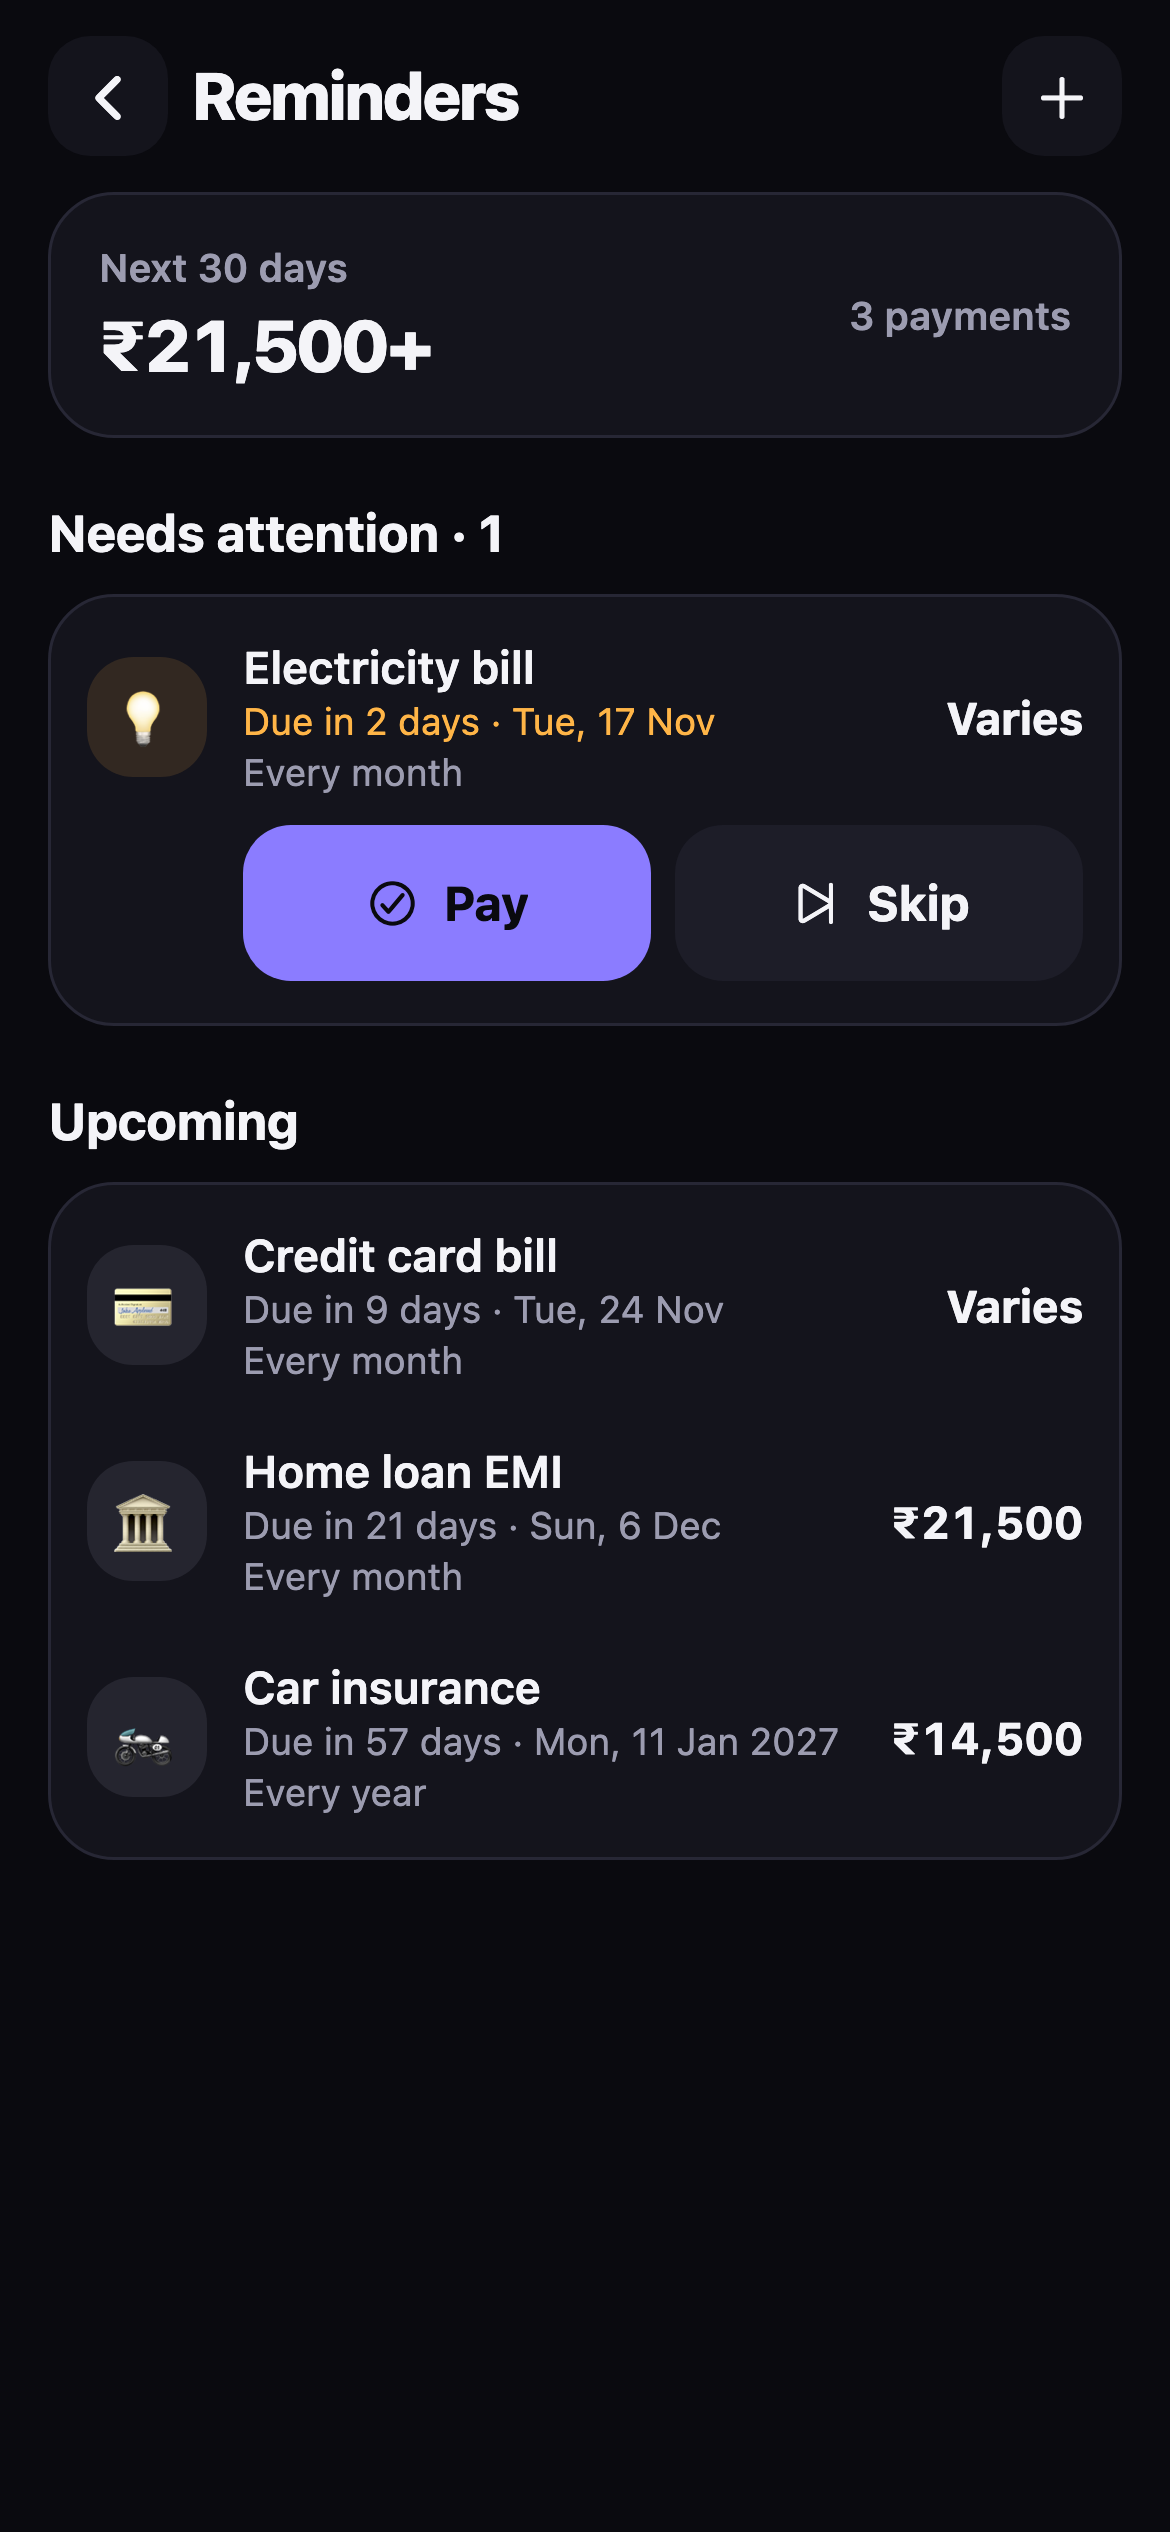 Reminders
Next 30 days
₹21,500+
3 payments
Needs attention · 1
Electricity bill
Due in 2 days · Tue, 17 Nov
Varies
Every month
Pay
Skip
Upcoming
Credit card bill
Due in 9 days · Tue, 24 Nov
Varies
Every month
Home loan EMI
Due in 21 days · Sun, 6 Dec
₹21,500
Every month
Car insurance
Due in 57 days · Mon, 11 Jan 2027
₹14,500
Every year